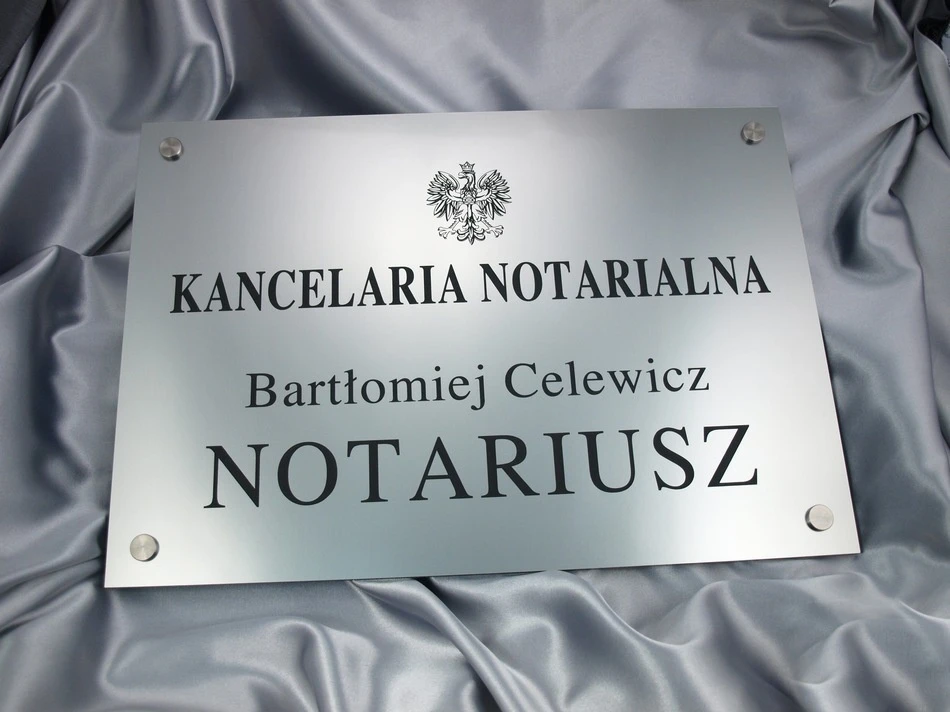 KANCELARIA NOTARIALNA
Bartłomiej Celewicz
NOTARIUSZ